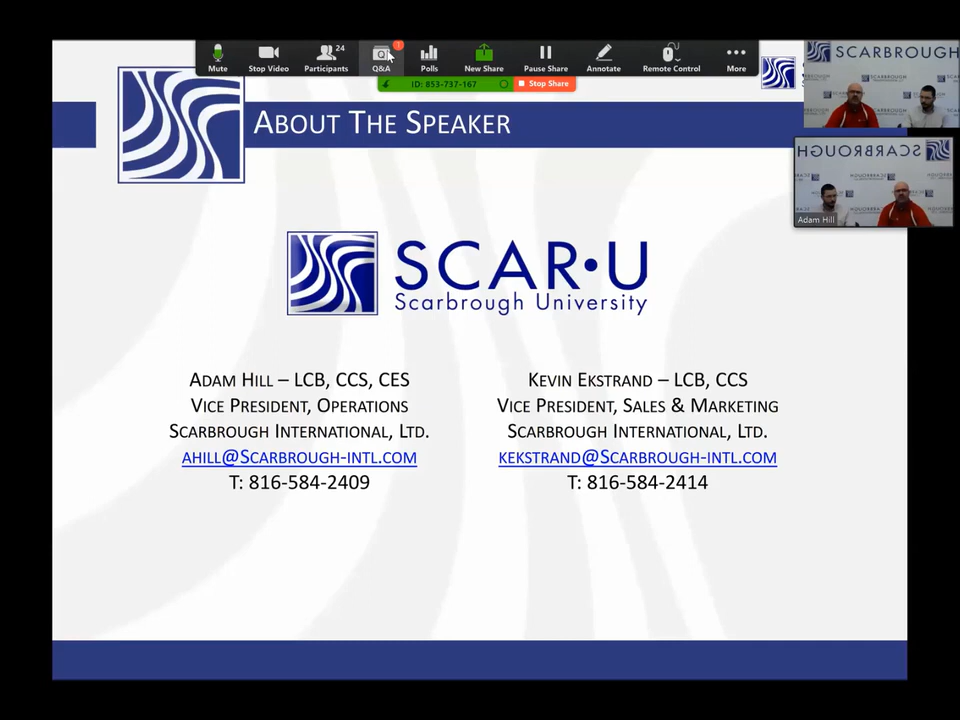 Mute
Stop Video
Participants
24
Q&A
1
Polls
New Share
Pause Share
Annotate
Remote Control
More
ID: 853-737-167
Stop Share
SCARBROUGH
SCARBROUGH
Adam Hill
ABOUT THE SPEAKER
SCAR•U
Scarbrough University
ADAM HILL – LCB, CCS, CES
VICE PRESIDENT, OPERATIONS
SCARBROUGH INTERNATIONAL, LTD.
AHILL@SCARBROUGH-INTL.COM
T: 816-584-2409
KEVIN EKSTRAND – LCB, CCS
VICE PRESIDENT, SALES & MARKETING
SCARBROUGH INTERNATIONAL, LTD.
KEKSTRAND@SCARBROUGH-INTL.COM
T: 816-584-2414